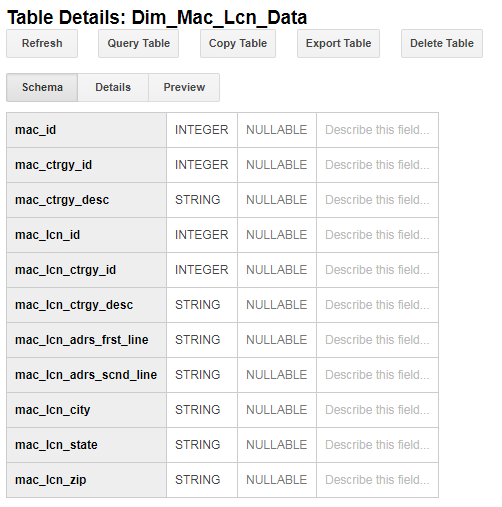 Table Details: Dim_Mac_Lcn_Data
Refresh Query Table Copy Table Export Table Delete Table
Schema Details Preview
mac_id INTEGER NULLABLE Describe this field...
mac_ctrgy_id INTEGER NULLABLE Describe this field...
mac_ctrgy_desc STRING NULLABLE Describe this field...
mac_lcn_id INTEGER NULLABLE Describe this field...
mac_lcn_ctrgy_id INTEGER NULLABLE Describe this field...
mac_lcn_ctrgy_desc STRING NULLABLE Describe this field...
mac_lcn_adrs_frst_line STRING NULLABLE Describe this field...
mac_lcn_adrs_scnd_line STRING NULLABLE Describe this field...
mac_lcn_city STRING NULLABLE Describe this field...
mac_lcn_state STRING NULLABLE Describe this field...
mac_lcn_zip STRING NULLABLE Describe this field...